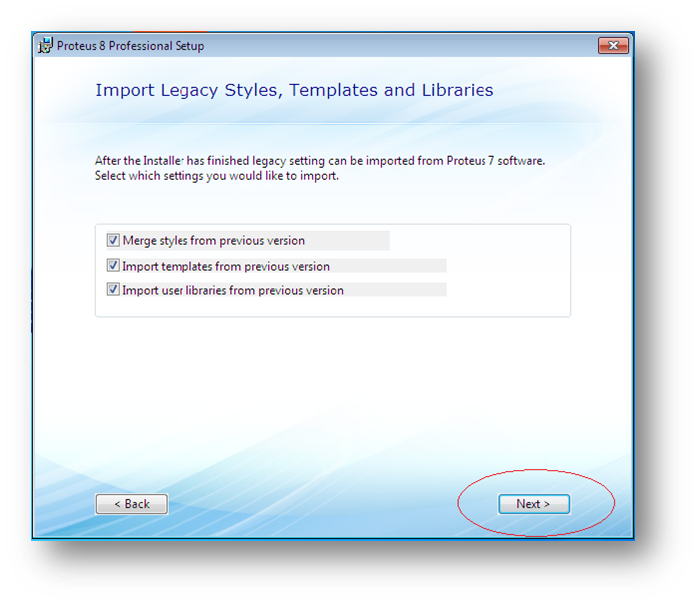 Proteus 8 Professional Setup
Import Legacy Styles, Templates and Libraries
After the Installer has finished legacy setting can be imported from Proteus 7 software.
Select which settings you would like to import.
Merge styles from previous version
Import templates from previous version
Import user libraries from previous version
< Back
Next >